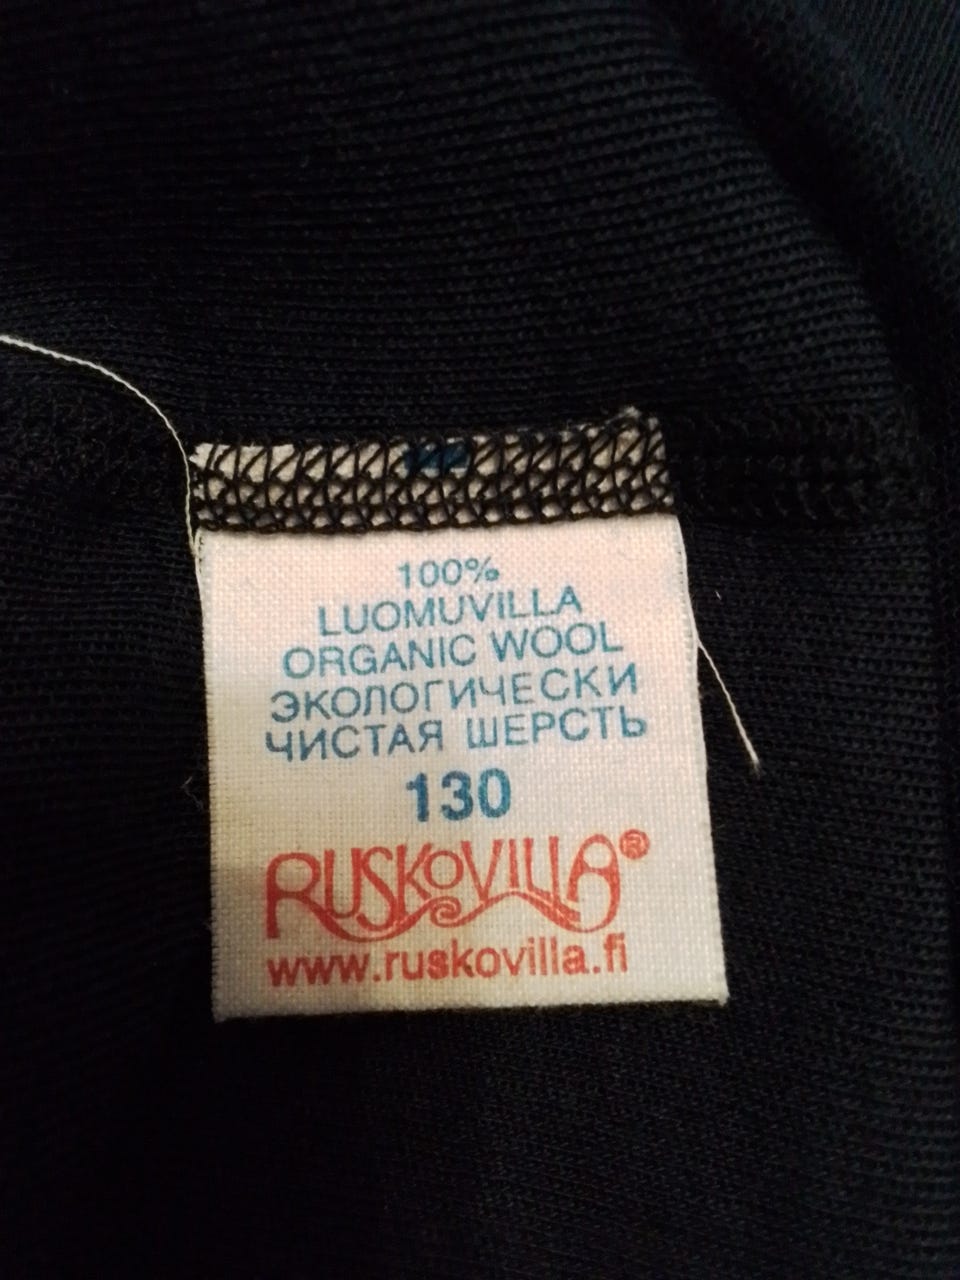 100%
LUOMUVILLA
ORGANIC WOOL
ЭКОЛОГИЧЕСКИ
ЧИСТАЯ ШЕРСТЬ
130
RUSKOVILLA®
www.ruskovilla.fi